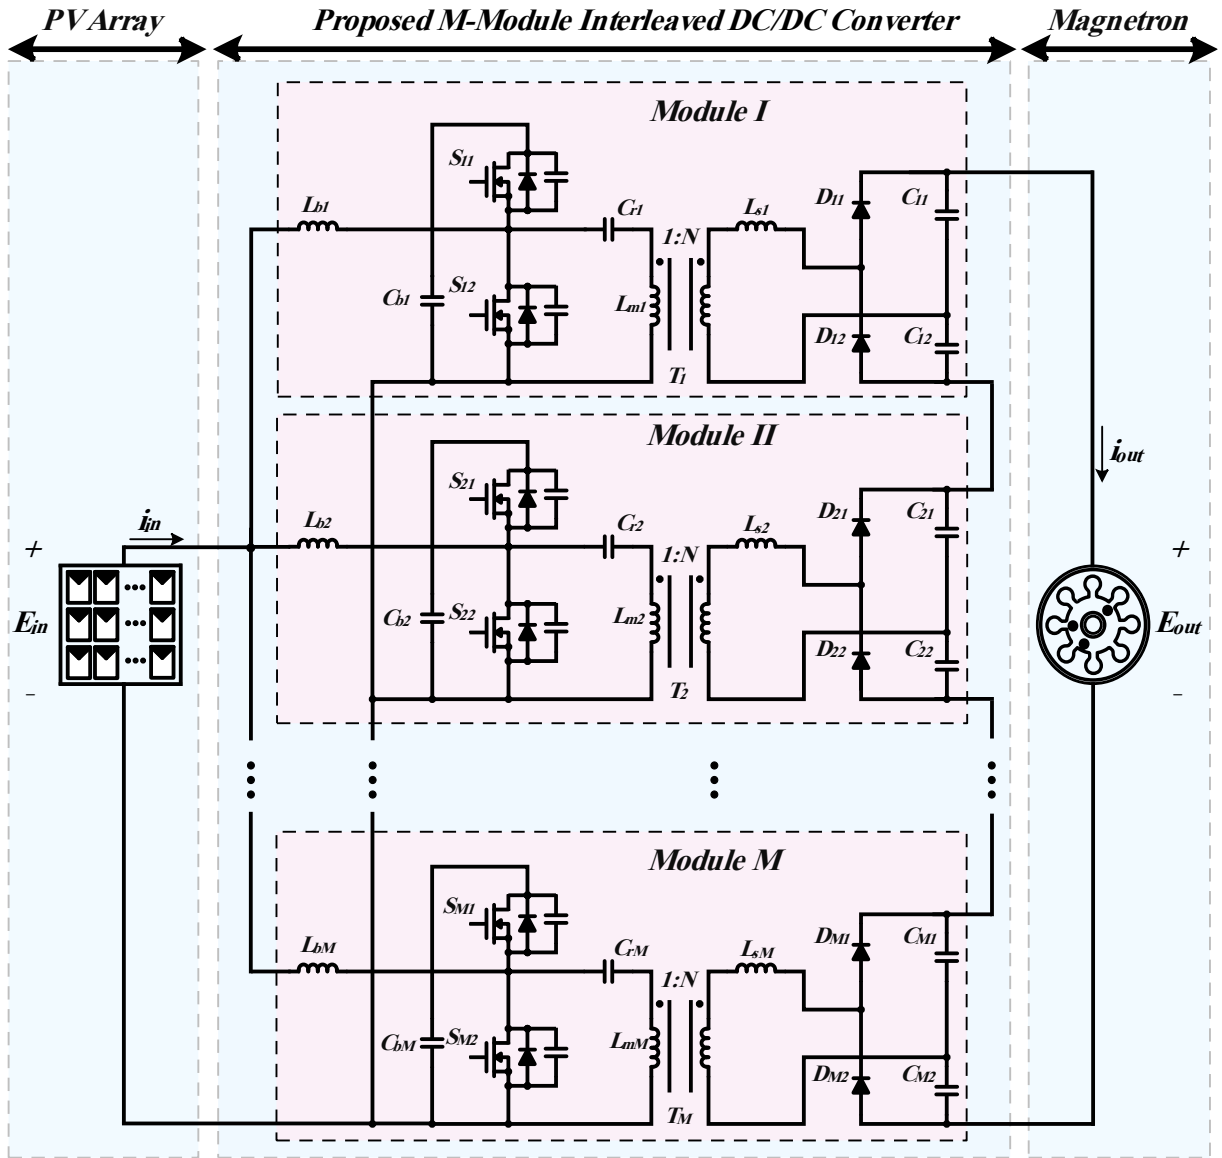 PV Array
Proposed M-Module Interleaved DC/DC Converter
Magnetron
Module I
S11
Lb1
Cr1
Ls1
D11
C11
1:N
Cb1
S12
Lm1
D12
C12
T1
Module II
S21
Lb2
Cr2
Ls2
D21
C21
1:N
Cb2
S22
Lm2
D22
C22
T2
iin
+
Ein
–
iout
+
Eout
–
Module M
SM1
LbM
CrM
LsM
DM1
CM1
1:N
CbM
SM2
LmM
DM2
CM2
TM